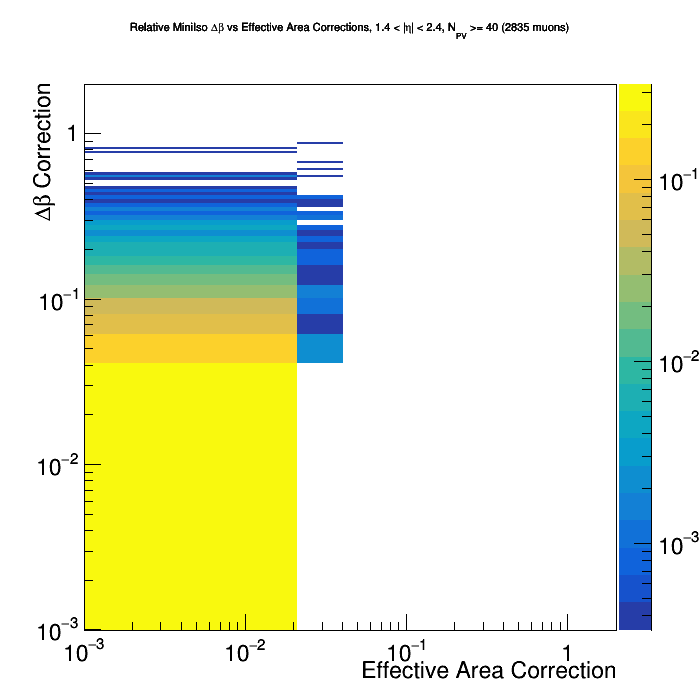 Relative MiniIso Δβ vs Effective Area Corrections, 1.4 < |η| < 2.4, N_PV >= 40 (2835 muons)
Δβ Correction
1
10⁻¹
10⁻²
10⁻³
10⁻³ 10⁻² 10⁻¹ 1
Effective Area Correction
10⁻¹
10⁻²
10⁻³